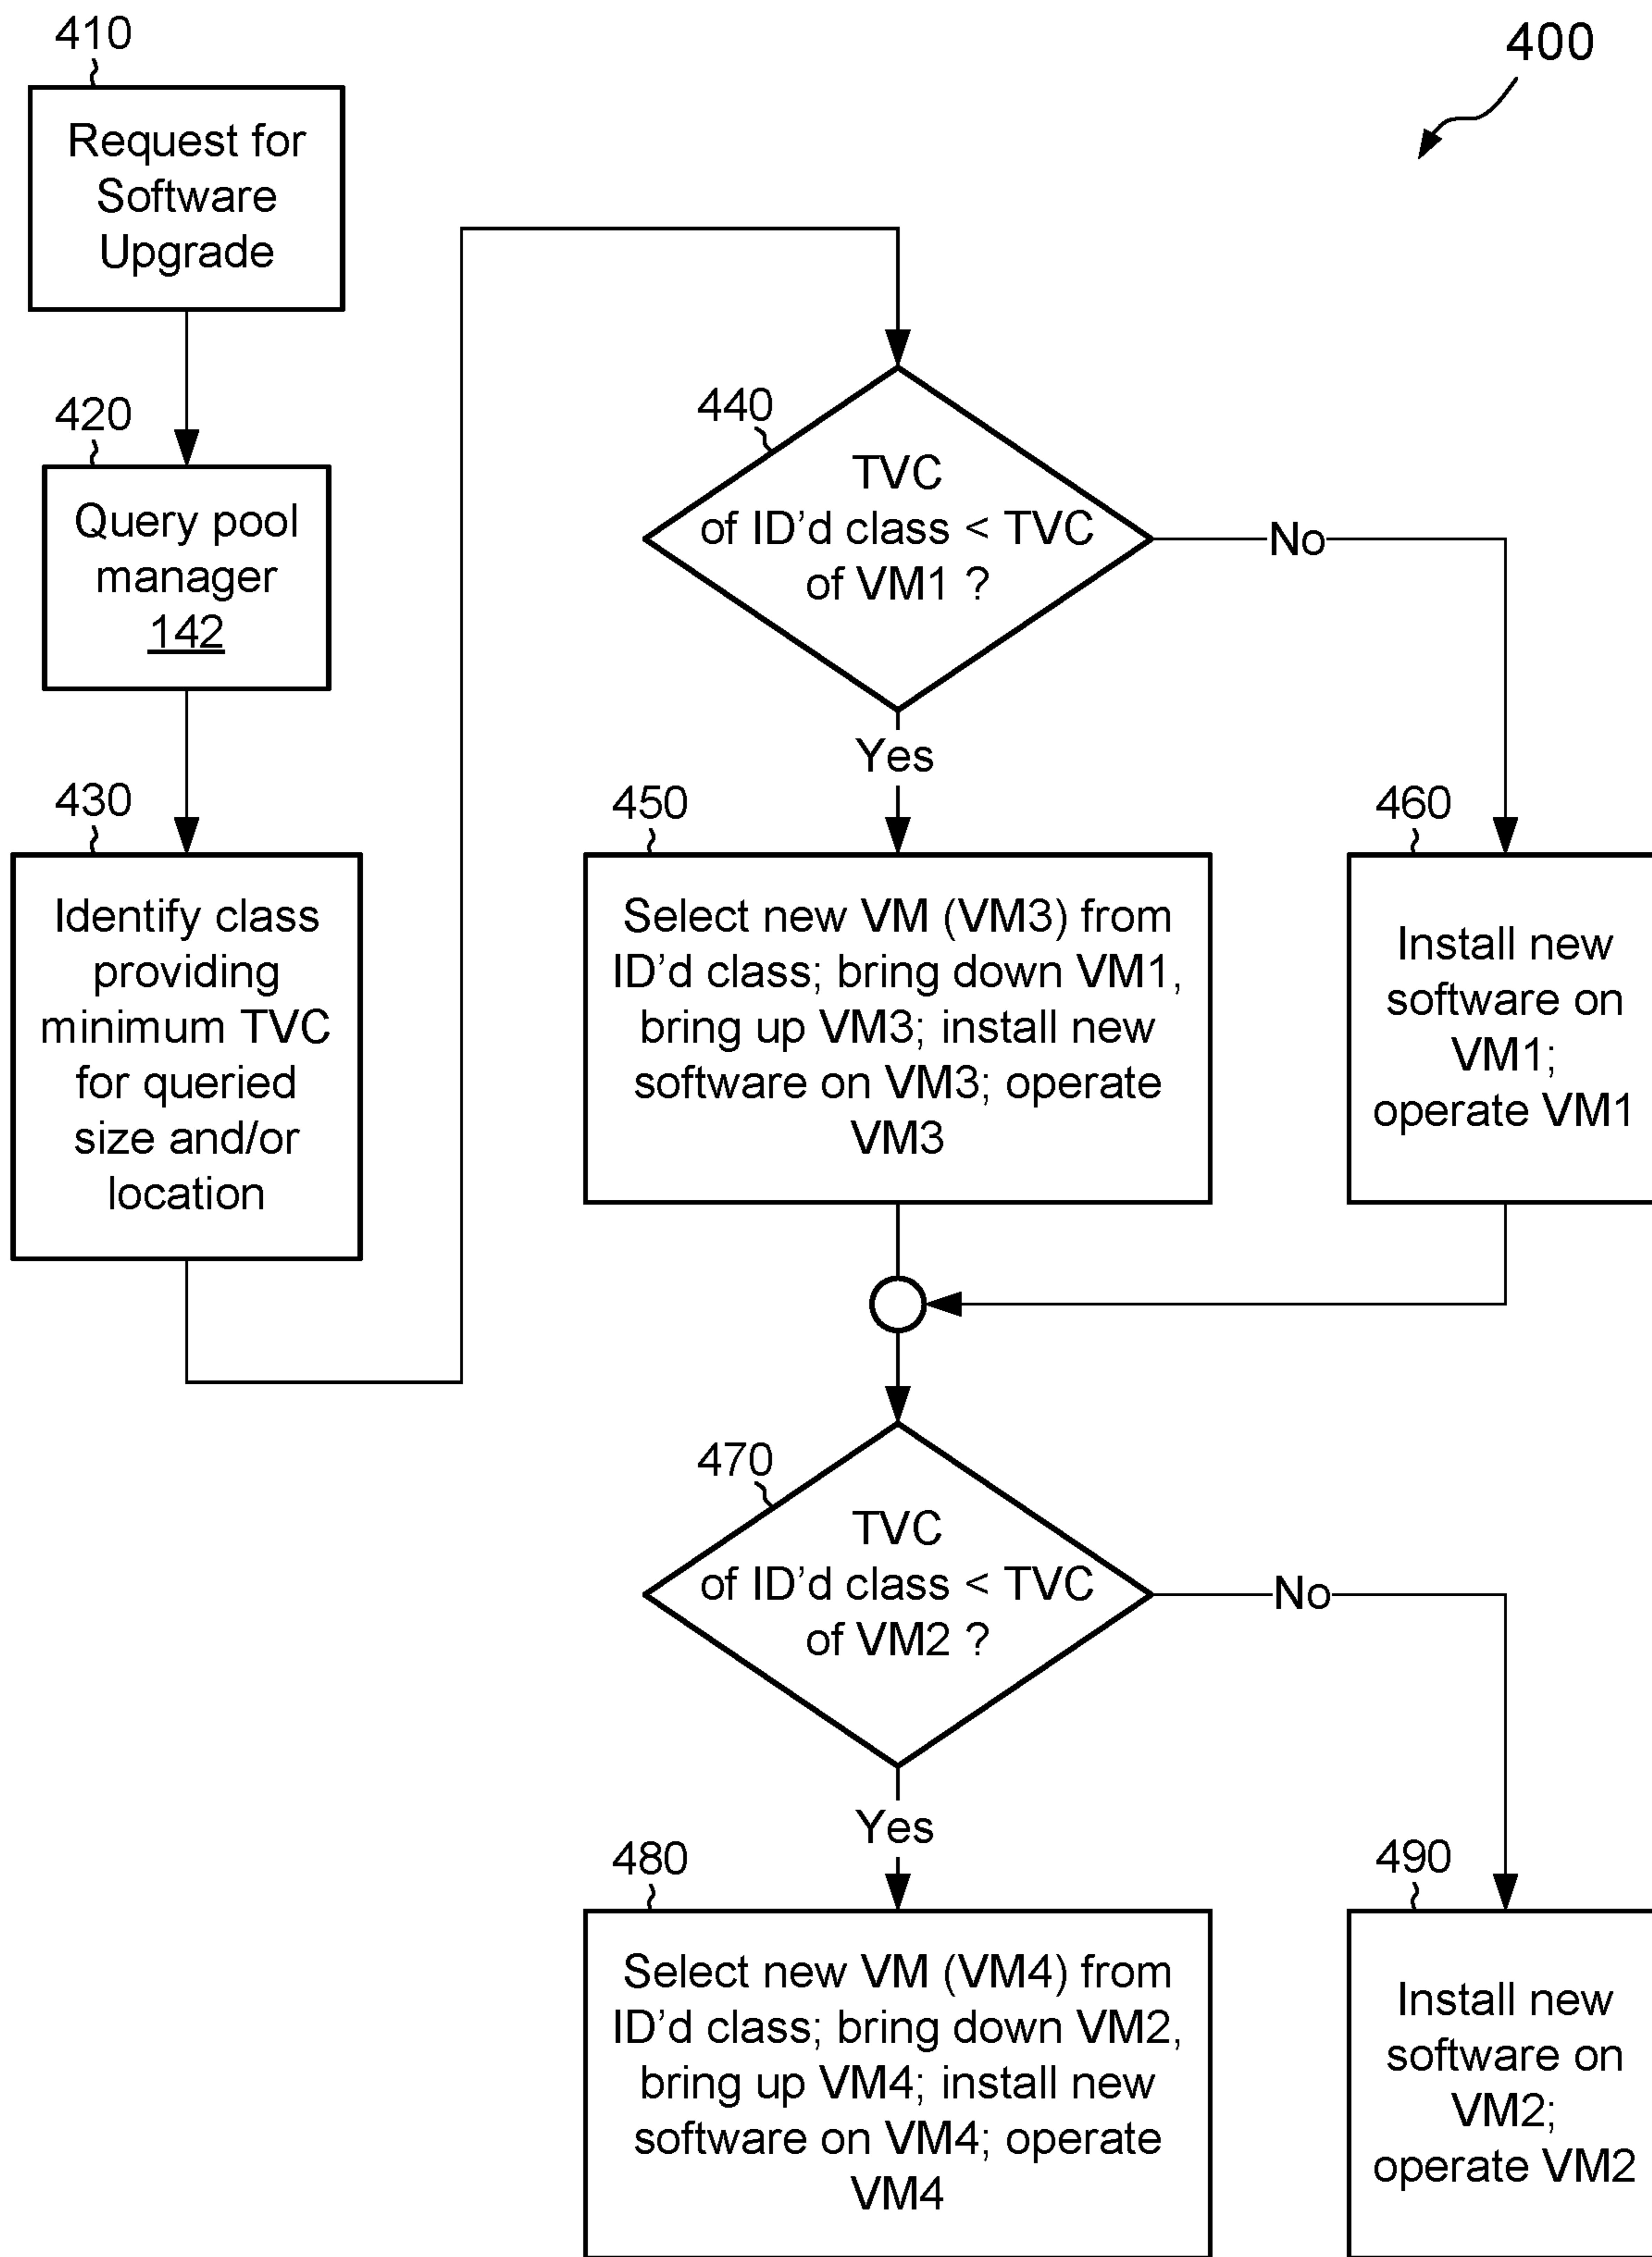 410
Request for
Software
Upgrade
420
Query pool
manager
142
430
Identify class
providing
minimum TVC
for queried
size and/or
location
400
440
TVC
of ID’d class < TVC
of VM1 ?
No
Yes
450
Select new VM (VM3) from
ID’d class; bring down VM1,
bring up VM3; install new
software on VM3; operate
VM3
460
Install new
software on
VM1;
operate VM1
470
TVC
of ID’d class < TVC
of VM2 ?
No
Yes
480
Select new VM (VM4) from
ID’d class; bring down VM2,
bring up VM4; install new
software on VM4; operate
VM4
490
Install new
software on
VM2;
operate VM2